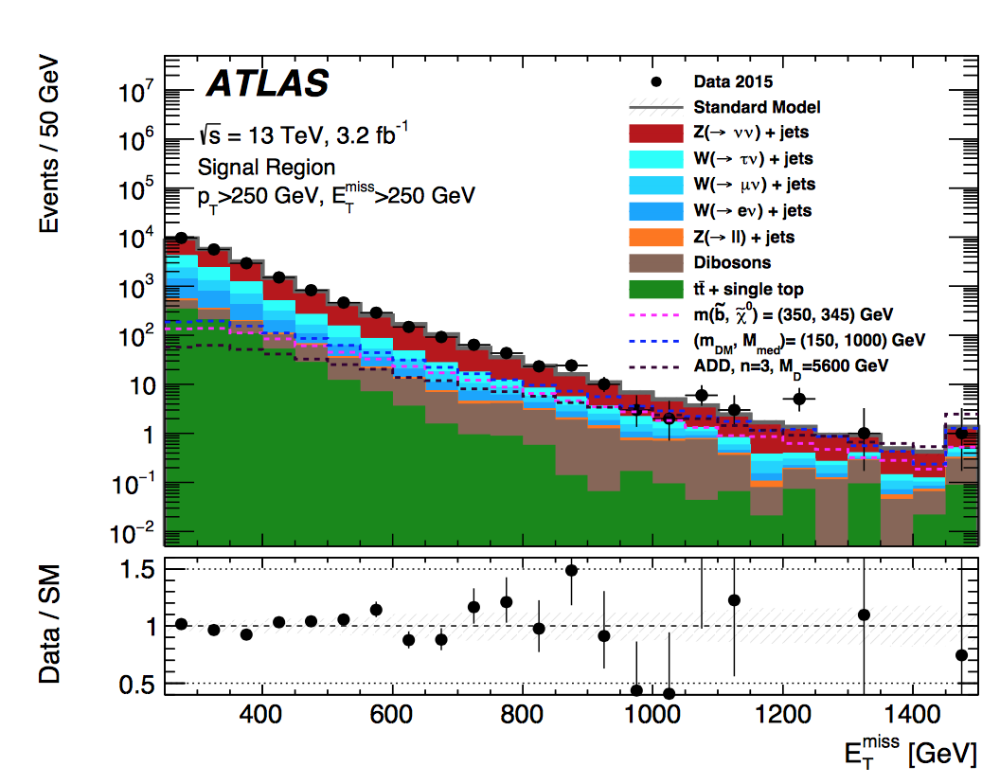 Events / 50 GeV
10⁷
10⁶
10⁵
10⁴
10³
10²
10
1
10⁻¹
10⁻²
ATLAS
√s = 13 TeV, 3.2 fb⁻¹
Signal Region
p_T>250 GeV, E_T^miss>250 GeV
Data 2015
Standard Model
Z(→ νν) + jets
W(→ τν) + jets
W(→ μν) + jets
W(→ eν) + jets
Z(→ ll) + jets
Dibosons
tt̄ + single top
m(b̃, χ̃⁰) = (350, 345) GeV
(m_DM, M_med)= (150, 1000) GeV
ADD, n=3, M_D=5600 GeV
Data / SM
1.5
1
0.5
400 600 800 1000 1200 1400
E_T^miss [GeV]